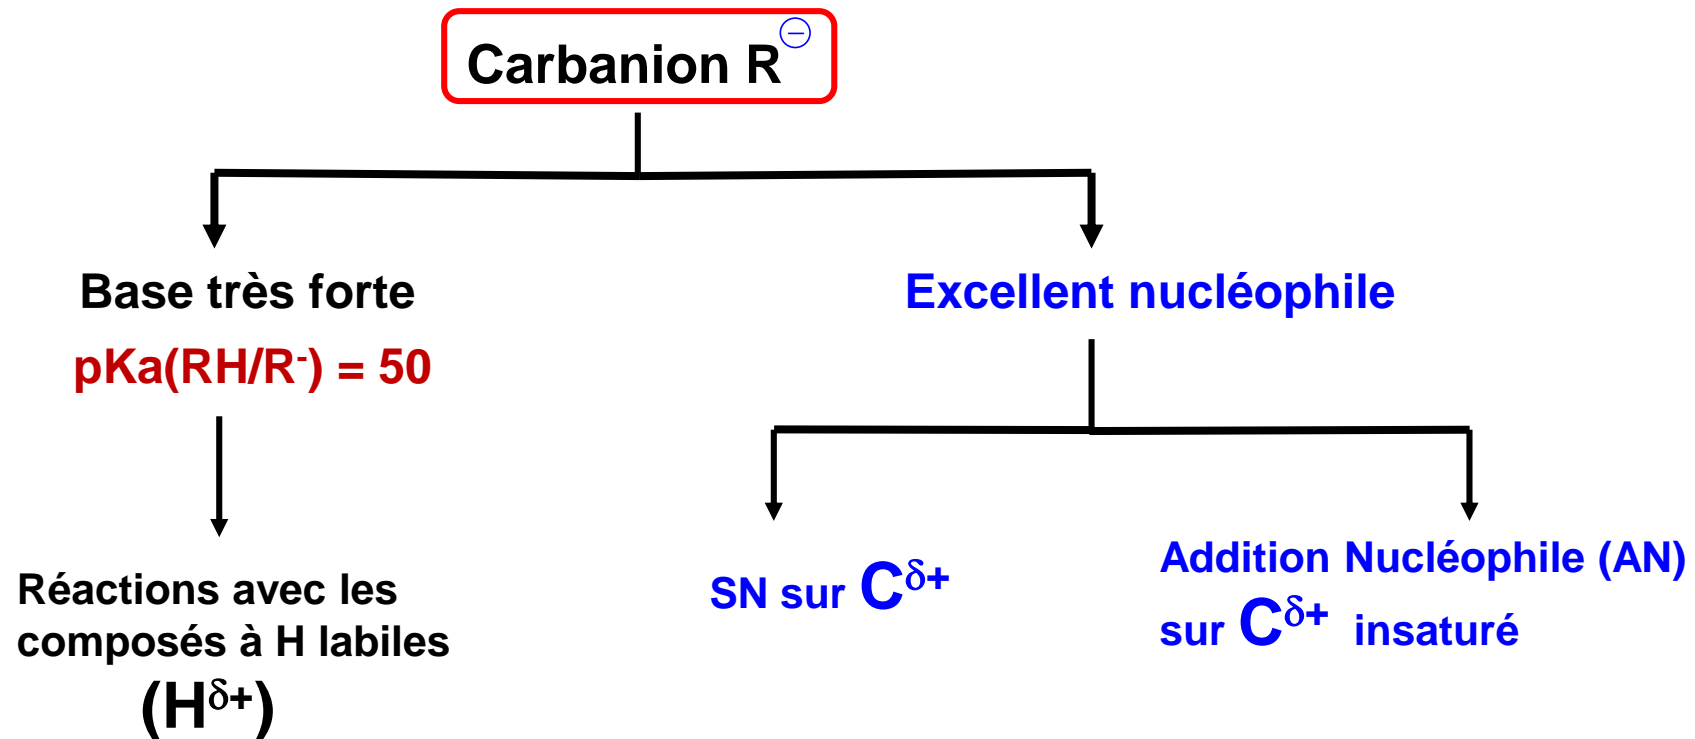 Carbanion R⊖
Base très forte
pKa(RH/R⁻) = 50
Réactions avec les
composés à H labiles
(Hδ+)
Excellent nucléophile
SN sur Cδ+
Addition Nucléophile (AN)
sur Cδ+ insaturé